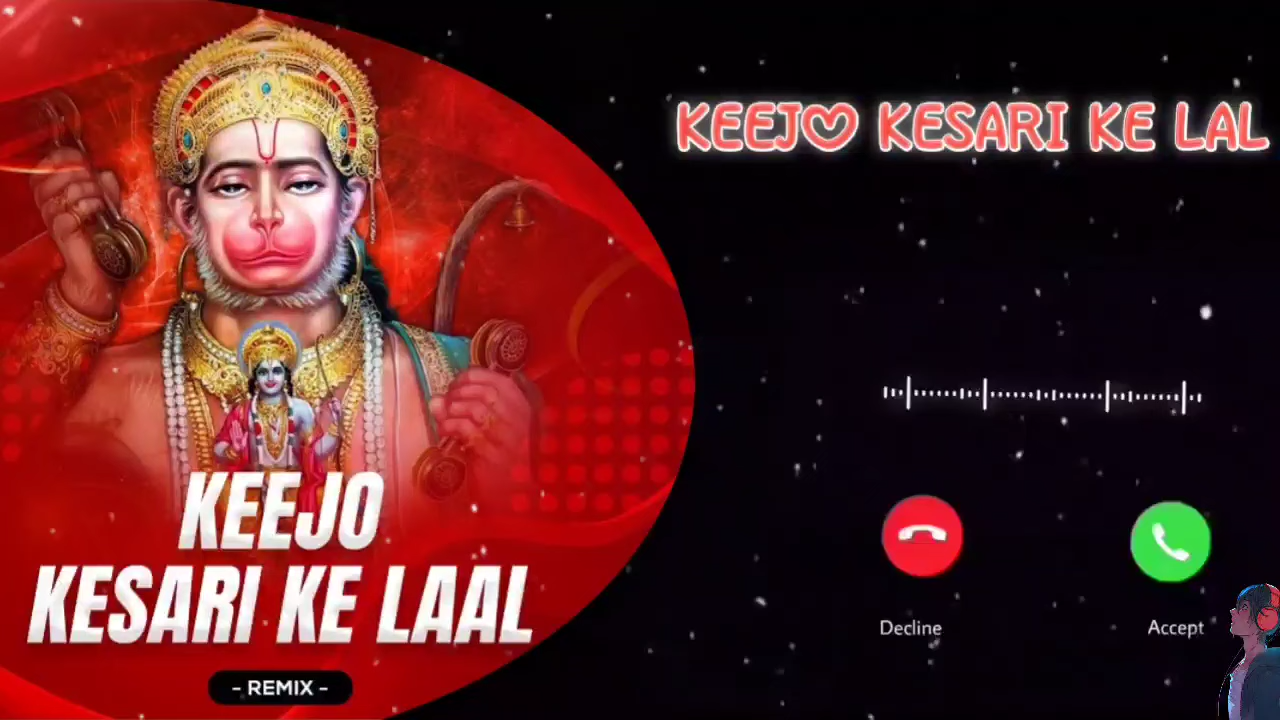 KEEJO
KESARI KE LAAL
- REMIX -
KEEJO KESARI KE LAL
Decline
Accept